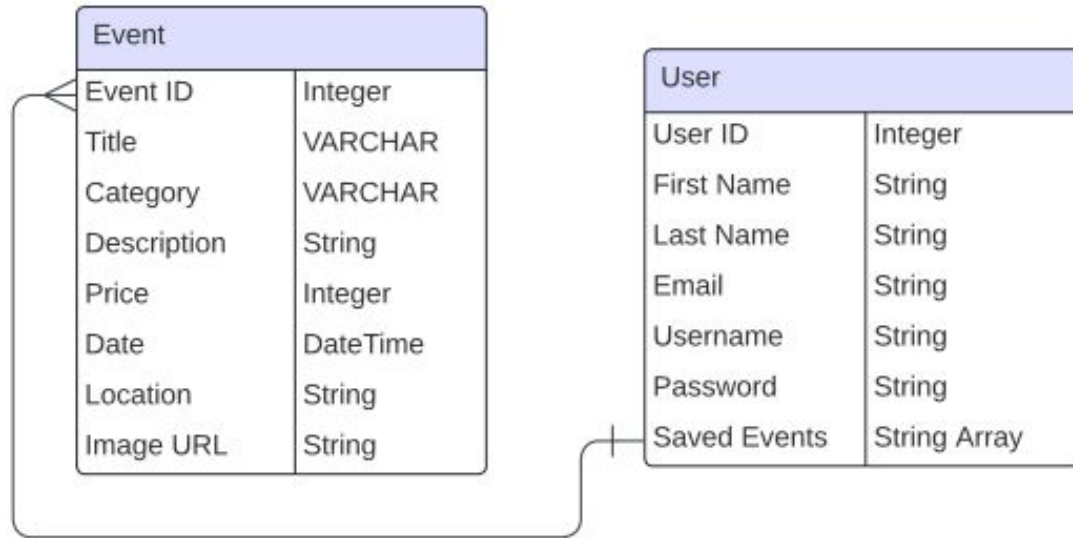 Event
Event ID Integer
Title VARCHAR
Category VARCHAR
Description String
Price Integer
Date DateTime
Location String
Image URL String
User
User ID Integer
First Name String
Last Name String
Email String
Username String
Password String
Saved Events String Array